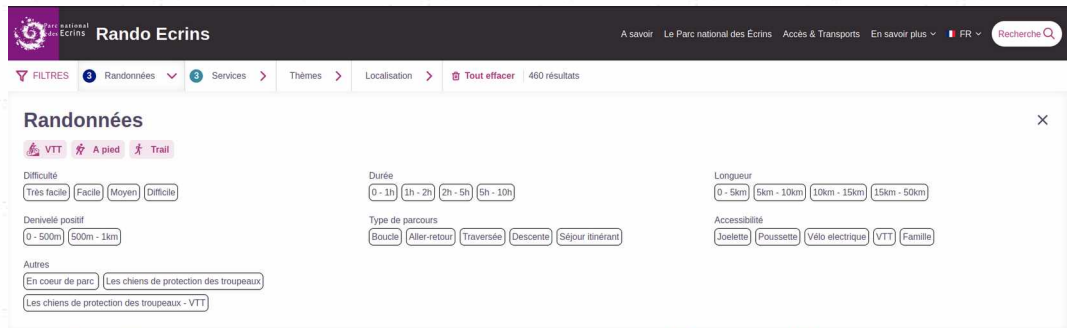 Parc national
des Ecrins
Rando Ecrins
A savoir Le Parc national des Écrins Accès & Transports En savoir plus FR Recherche
FILTRES 3 Randonnées 3 Services Thèmes Localisation Tout effacer 460 résultats
Randonnées
VTT A pied Trail
Difficulté Durée Longueur
Très facile Facile Moyen Difficile 0 - 1h 1h - 2h 2h - 5h 5h - 10h 0 - 5km 5km - 10km 10km - 15km 15km - 50km
Denivelé positif Type de parcours Accessibilité
0 - 500m 500m - 1km Boucle Aller-retour Traversée Descente Séjour itinérant Joelette Poussette Vélo electrique VTT Famille
Autres
En coeur de parc Les chiens de protection des troupeaux
Les chiens de protection des troupeaux - VTT